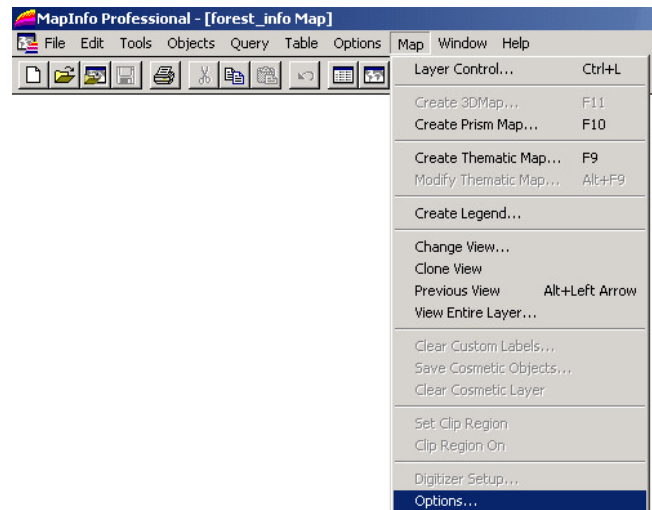 MapInfo Professional - [forest_info Map]
File Edit Tools Objects Query Table Options Map Window Help
Layer Control... Ctrl+L
Create 3DMap... F11
Create Prism Map... F10
Create Thematic Map... F9
Modify Thematic Map... Alt+F9
Create Legend...
Change View...
Clone View
Previous View Alt+Left Arrow
View Entire Layer...
Clear Custom Labels...
Save Cosmetic Objects...
Clear Cosmetic Layer
Set Clip Region
Clip Region On
Digitizer Setup...
Options...